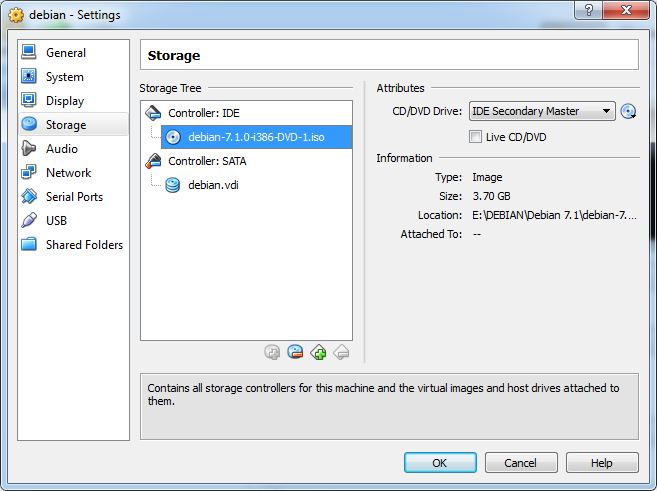 debian - Settings
General
System
Display
Storage
Audio
Network
Serial Ports
USB
Shared Folders
Storage
Storage Tree
Controller: IDE
debian-7.1.0-i386-DVD-1.iso
Controller: SATA
debian.vdi
Attributes
CD/DVD Drive: IDE Secondary Master
Live CD/DVD
Information
Type: Image
Size: 3.70 GB
Location: E:\DEBIAN\Debian 7.1\debian-7....
Attached To: --
Contains all storage controllers for this machine and the virtual images and host drives attached to
them.
OK Cancel Help